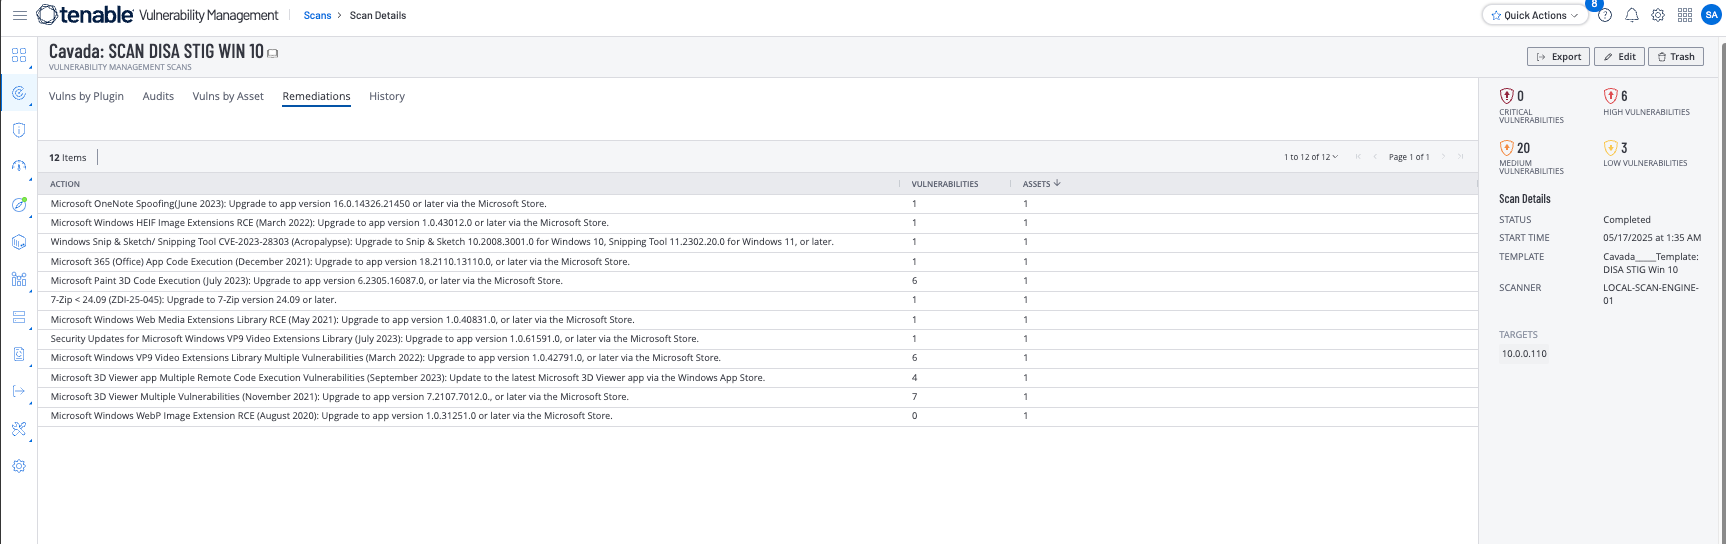 tenable Vulnerability Management Scans > Scan Details Quick Actions 8 ? SA
Cavada: SCAN DISA STIG WIN 10
VULNERABILITY MANAGEMENT SCANS
Export Edit Trash
Vulns by Plugin Audits Vulns by Asset Remediations History
12 Items 1 to 12 of 12 Page 1 of 1
ACTION VULNERABILITIES ASSETS
Microsoft OneNote Spoofing(June 2023): Upgrade to app version 16.0.14326.21450 or later via the Microsoft Store. 1 1
Microsoft Windows HEIF Image Extensions RCE (March 2022): Upgrade to app version 1.0.43012.0 or later via the Microsoft Store. 1 1
Windows Snip & Sketch/ Snipping Tool CVE-2023-28303 (Acropalypse): Upgrade to Snip & Sketch 10.2008.3001.0 for Windows 10, Snipping Tool 11.2302.20.0 for Windows 11, or later. 1 1
Microsoft 365 (Office) App Code Execution (December 2021): Upgrade to app version 18.2110.13110.0, or later via the Microsoft Store. 1 1
Microsoft Paint 3D Code Execution (July 2023): Upgrade to app version 6.2305.16087.0, or later via the Microsoft Store. 6 1
7-Zip < 24.09 (ZDI-25-045): Upgrade to 7-Zip version 24.09 or later. 1 1
Microsoft Windows Web Media Extensions Library RCE (May 2021): Upgrade to app version 1.0.40831.0, or later via the Microsoft Store. 1 1
Security Updates for Microsoft Windows VP9 Video Extensions Library (July 2023): Upgrade to app version 1.0.61591.0, or later via the Microsoft Store. 1 1
Microsoft Windows VP9 Video Extensions Library Multiple Vulnerabilities (March 2022): Upgrade to app version 1.0.42791.0, or later via the Microsoft Store. 6 1
Microsoft 3D Viewer app Multiple Remote Code Execution Vulnerabilities (September 2023): Update to the latest Microsoft 3D Viewer app via the Windows App Store. 4 1
Microsoft 3D Viewer Multiple Vulnerabilities (November 2021): Upgrade to app version 7.2107.7012.0., or later via the Microsoft Store. 7 1
Microsoft Windows WebP Image Extension RCE (August 2020): Upgrade to app version 1.0.31251.0 or later via the Microsoft Store. 0 1
0
CRITICAL
VULNERABILITIES
6
HIGH VULNERABILITIES
20
MEDIUM
VULNERABILITIES
3
LOW VULNERABILITIES
Scan Details
STATUS Completed
START TIME 05/17/2025 at 1:35 AM
TEMPLATE Cavada____Template:
DISA STIG Win 10
SCANNER LOCAL-SCAN-ENGINE-
01
TARGETS
10.0.0.110